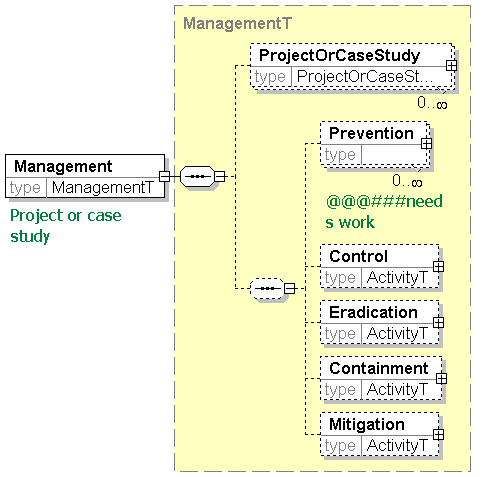 ManagementT
ProjectOrCaseStudy
type ProjectOrCaseSt...
0..∞
Prevention
type
0..∞
@@@###need
s work
Management
type ManagementT
Project or case
study
Control
type ActivityT
Eradication
type ActivityT
Containment
type ActivityT
Mitigation
type ActivityT